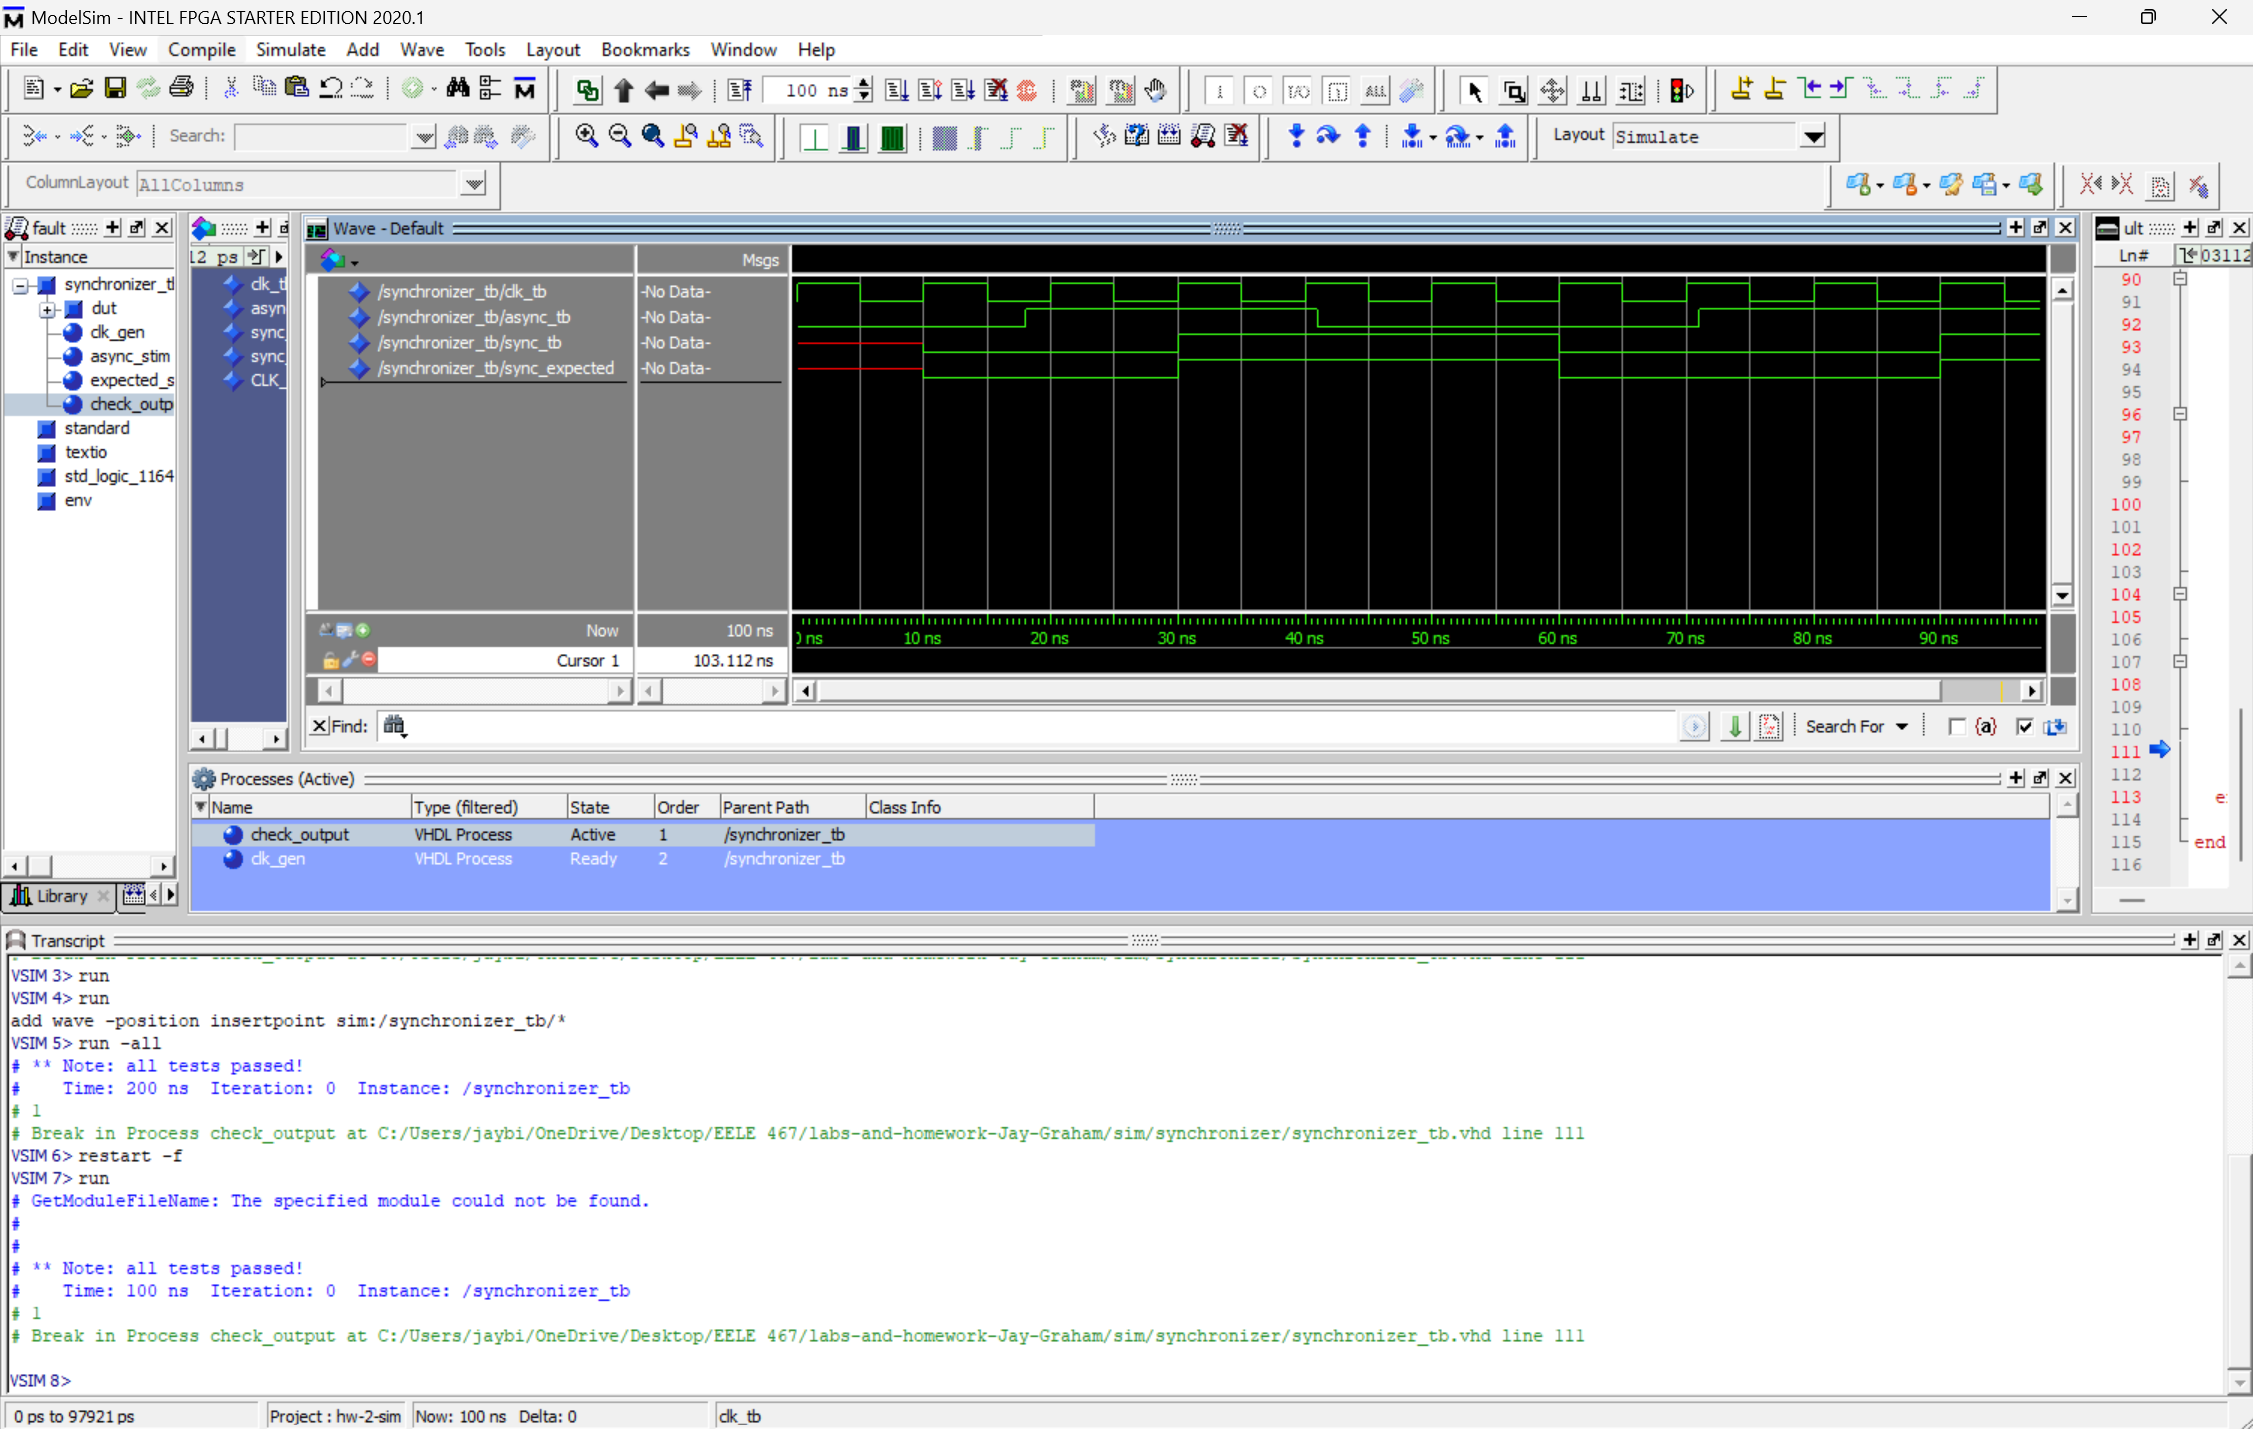 ModelSim - INTEL FPGA STARTER EDITION 2020.1
File Edit View Compile Simulate Add Wave Tools Layout Bookmarks Window Help
100 ns
Search:
Layout Simulate
ColumnLayout AllColumns
fault
Wave - Default
ult
Instance
12 ps
Msgs
Ln#
03112
synchronizer_tl
dut
clk_gen
async_stim
expected_s
check_outp
standard
textio
std_logic_1164
env
clk_tl
asyn
sync_
sync_
CLK_
/synchronizer_tb/clk_tb -No Data-
/synchronizer_tb/async_tb -No Data-
/synchronizer_tb/sync_tb -No Data-
/synchronizer_tb/sync_expected -No Data-
Now 100 ns
Cursor 1 103.112 ns
ns 10 ns 20 ns 30 ns 40 ns 50 ns 60 ns 70 ns 80 ns 90 ns
Find:
Search For
{a}
90
91
92
93
94
95
96
97
98
99
100
101
102
103
104
105
106
107
108
109
110
111
112
113 e
114
115 end
116
Processes (Active)
Name Type (filtered) State Order Parent Path Class Info
check_output VHDL Process Active 1 /synchronizer_tb
clk_gen VHDL Process Ready 2 /synchronizer_tb
Library
Transcript
VSIM 3> run
VSIM 4> run
add wave -position insertpoint sim:/synchronizer_tb/*
VSIM 5> run -all
# ** Note: all tests passed!
#    Time: 200 ns  Iteration: 0  Instance: /synchronizer_tb
# 1
# Break in Process check_output at C:/Users/jaybi/OneDrive/Desktop/EELE 467/labs-and-homework-Jay-Graham/sim/synchronizer/synchronizer_tb.vhd line 111
VSIM 6> restart -f
VSIM 7> run
# GetModuleFileName: The specified module could not be found.
#
#
# ** Note: all tests passed!
#    Time: 100 ns  Iteration: 0  Instance: /synchronizer_tb
# 1
# Break in Process check_output at C:/Users/jaybi/OneDrive/Desktop/EELE 467/labs-and-homework-Jay-Graham/sim/synchronizer/synchronizer_tb.vhd line 111
VSIM 8>
0 ps to 97921 ps
Project : hw-2-sim
Now: 100 ns Delta: 0
clk_tb